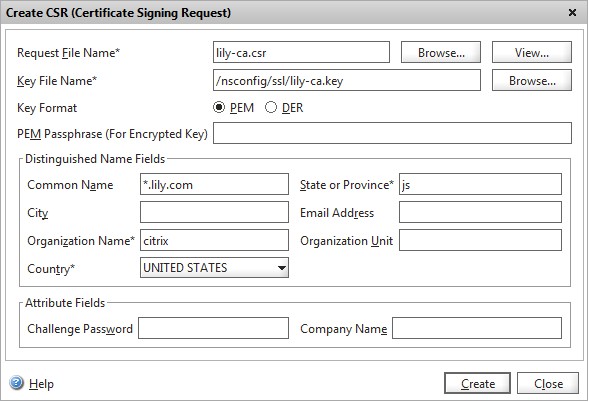 Create CSR (Certificate Signing Request)
Request File Name* lily-ca.csr Browse... View...
Key File Name* /nsconfig/ssl/lily-ca.key Browse...
Key Format PEM DER
PEM Passphrase (For Encrypted Key)
Distinguished Name Fields
Common Name *.lily.com State or Province* js
City Email Address
Organization Name* citrix Organization Unit
Country* UNITED STATES
Attribute Fields
Challenge Password Company Name
Help Create Close